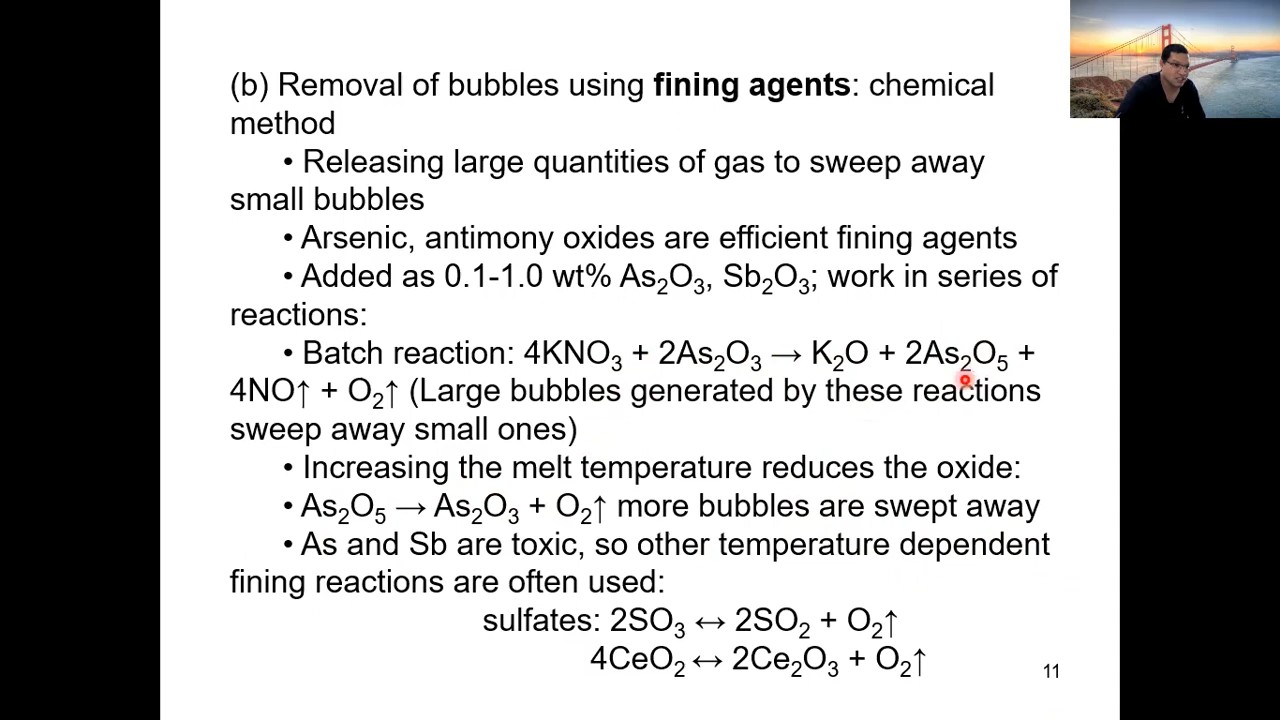 (b) Removal of bubbles using fining agents: chemical
method
• Releasing large quantities of gas to sweep away
small bubbles
• Arsenic, antimony oxides are efficient fining agents
• Added as 0.1-1.0 wt% As₂O₃, Sb₂O₃; work in series of
reactions:
• Batch reaction: 4KNO₃ + 2As₂O₃ → K₂O + 2As₂O₅ +
4NO↑ + O₂↑ (Large bubbles generated by these reactions
sweep away small ones)
• Increasing the melt temperature reduces the oxide:
• As₂O₅ → As₂O₃ + O₂↑ more bubbles are swept away
• As and Sb are toxic, so other temperature dependent
fining reactions are often used:
sulfates: 2SO₃ ↔ 2SO₂ + O₂↑
4CeO₂ ↔ 2Ce₂O₃ + O₂↑
11